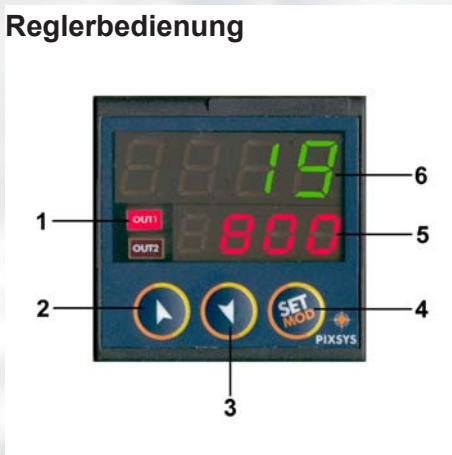 Reglerbedienung
19
6
1
OUT1
800
5
OUT2
2
SET
MOD
4
PIXSYS
3